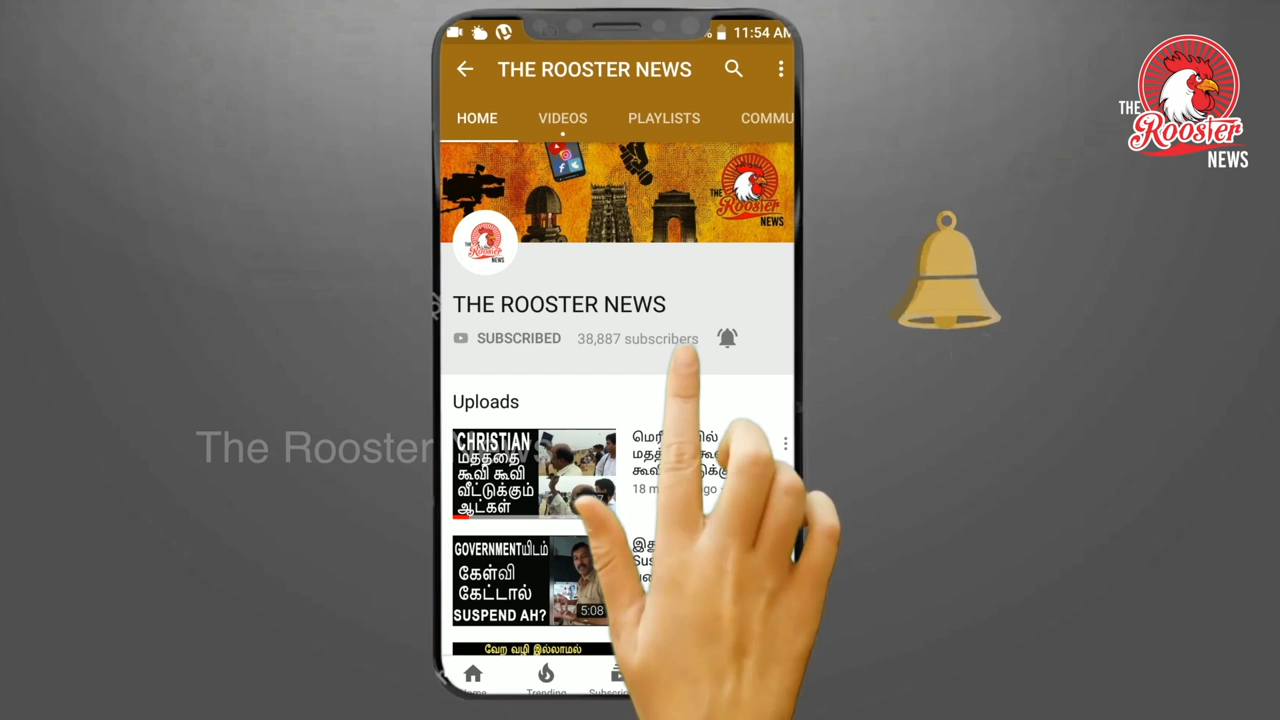 11:54 AM
THE ROOSTER NEWS
HOME
VIDEOS
PLAYLISTS
COMMU
THE
Rooster
NEWS
THE
Rooster
NEWS
THE ROOSTER NEWS
SUBSCRIBED 38,887 subscribers
Uploads
The Rooster News
CHRISTIAN
மதத்தை
கூவி கூவி
வீட்டுக்கும்
ஆட்கள்
18
ago
GOVERNMENTயிடம்
கேள்வி
கேட்டால்
SUSPEND AH?
5:08
வேற வழி இல்லாமல்
Home
Trending